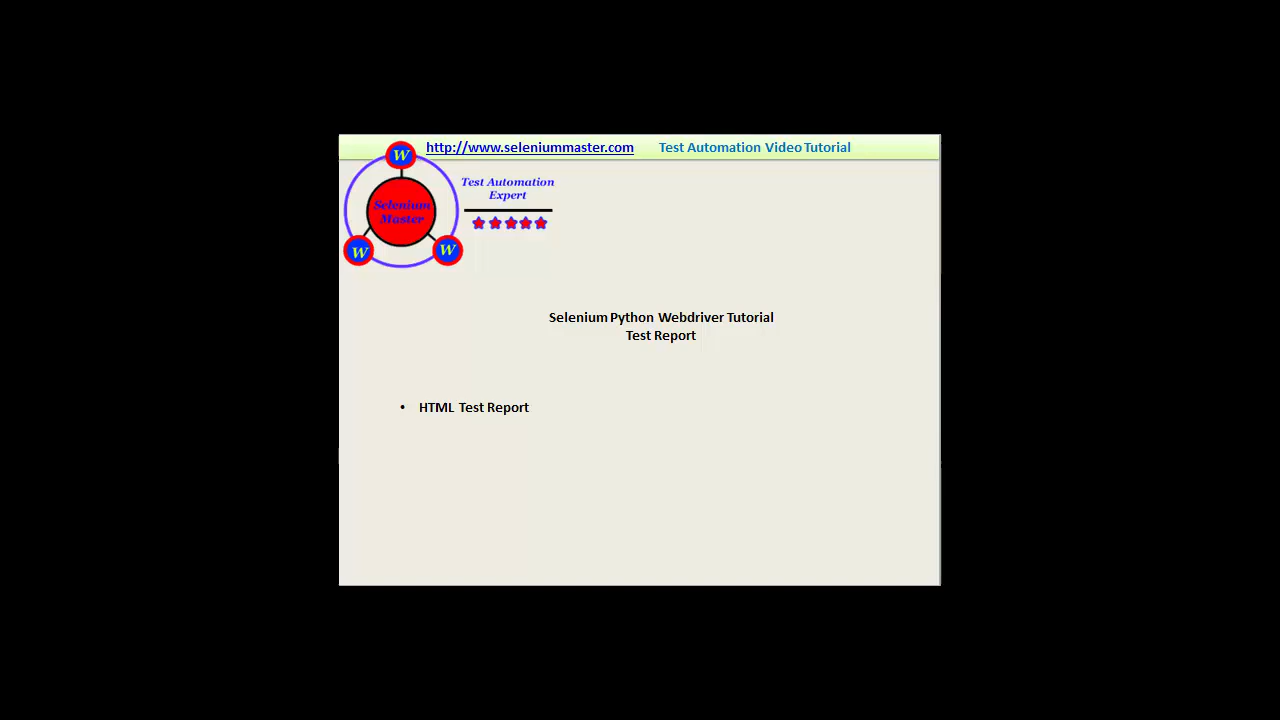 http://www.seleniummaster.com Test Automation Video Tutorial
W
Test Automation
Expert
Selenium
Master
W
W
Selenium Python Webdriver Tutorial
Test Report
• HTML Test Report